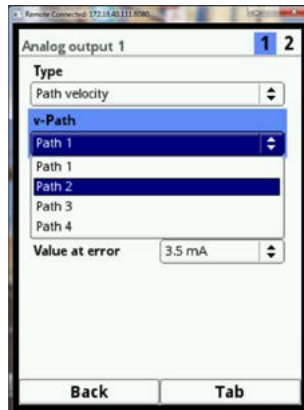 Remote Connected: 172.18.40.111:6080
Analog output 1 1 2
Type
Path velocity
v-Path
Path 1
Path 1
Path 2
Path 3
Path 4
Value at error 3.5 mA
Back Tab